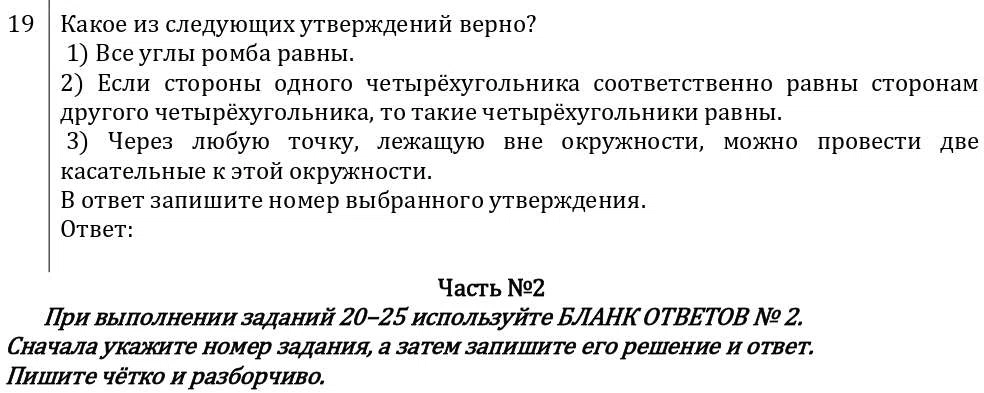 19 Какое из следующих утверждений верно?
1) Все углы ромба равны.
2) Если стороны одного четырёхугольника соответственно равны сторонам
другого четырёхугольника, то такие четырёхугольники равны.
3) Через любую точку, лежащую вне окружности, можно провести две
касательные к этой окружности.
В ответ запишите номер выбранного утверждения.
Ответ:
Часть №2
При выполнении заданий 20–25 используйте БЛАНК ОТВЕТОВ № 2.
Сначала укажите номер задания, а затем запишите его решение и ответ.
Пишите чётко и разборчиво.